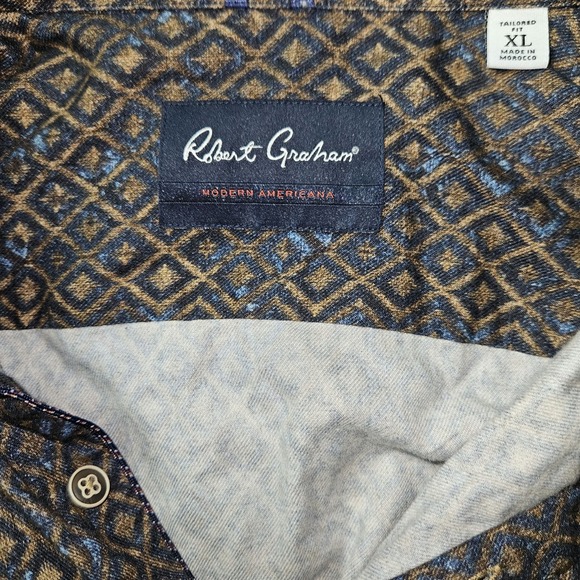 TAILORED
FIT
XL
MADE IN
MOROCCO
Robert Graham®
MODERN AMERICANA